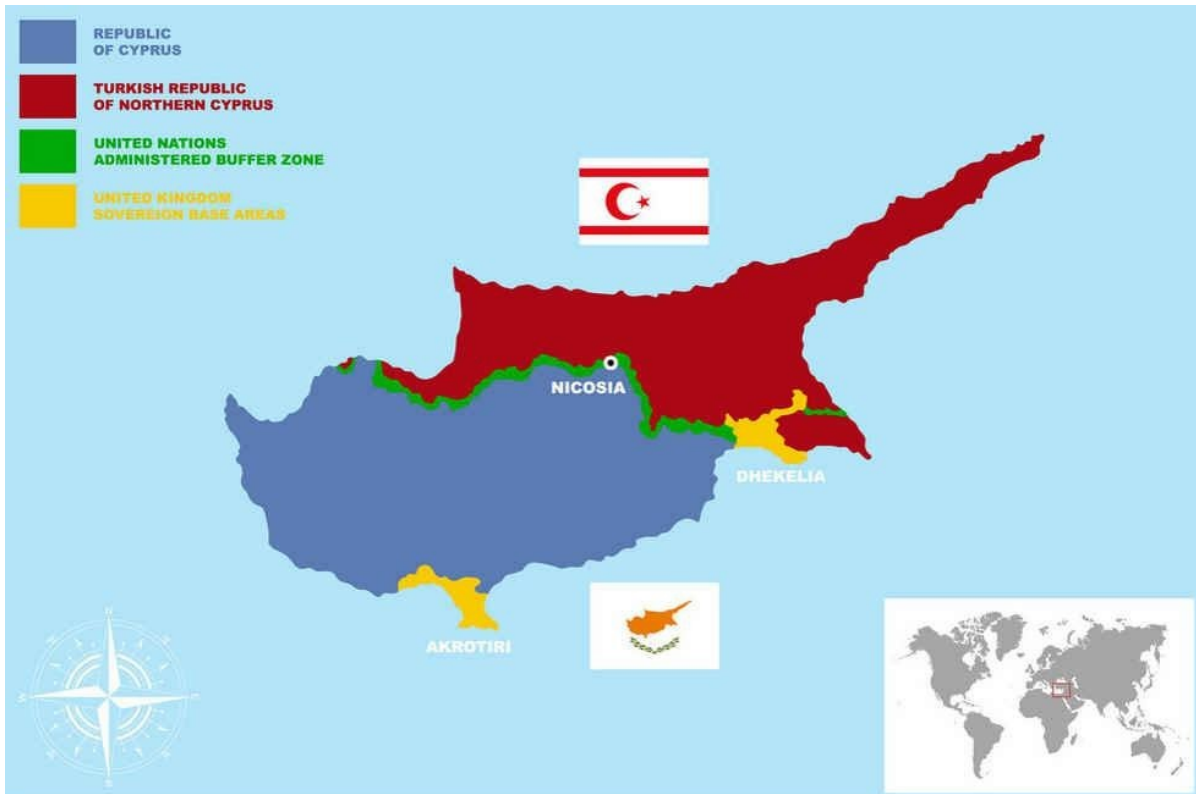 REPUBLIC
OF CYPRUS
TURKISH REPUBLIC
OF NORTHERN CYPRUS
UNITED NATIONS
ADMINISTERED BUFFER ZONE
UNITED KINGDOM
SOVEREIGN BASE AREAS
NICOSIA
DHEKELIA
AKROTIRI
N
W
E
S